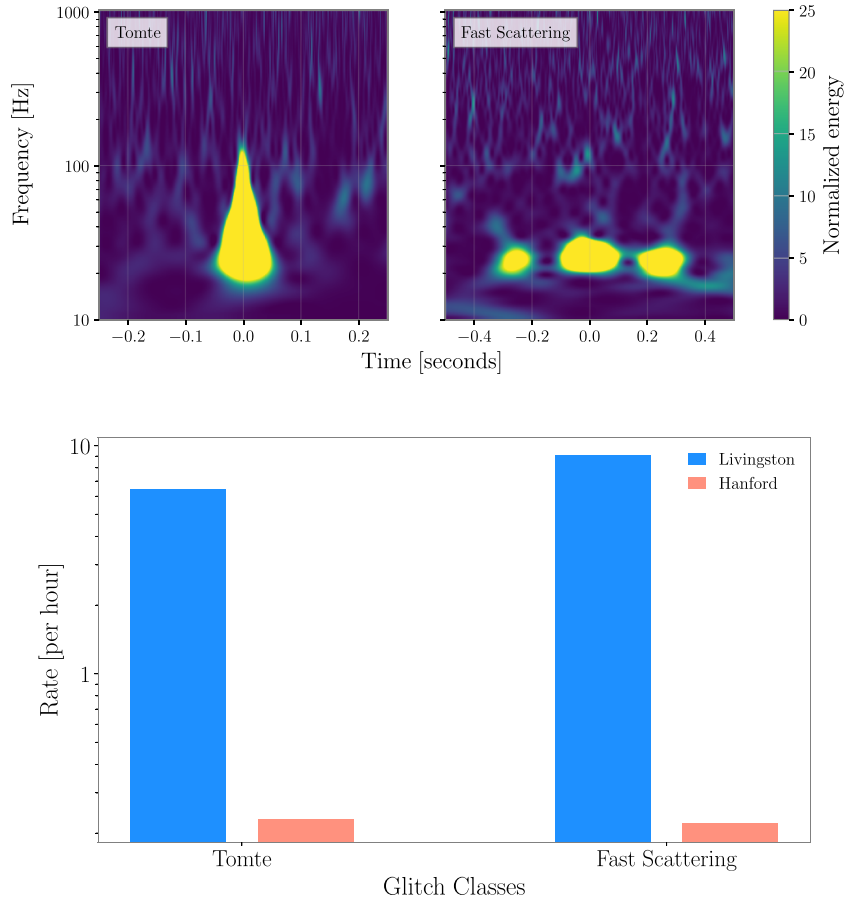 1000
100
10
Frequency [Hz]
Tomte
Fast Scattering
−0.2
−0.1
0.0
0.1
0.2
−0.4
−0.2
0.0
0.2
0.4
Time [seconds]
25
20
15
10
5
0
Normalized energy
10
1
Rate [per hour]
Livingston
Hanford
Tomte
Fast Scattering
Glitch Classes